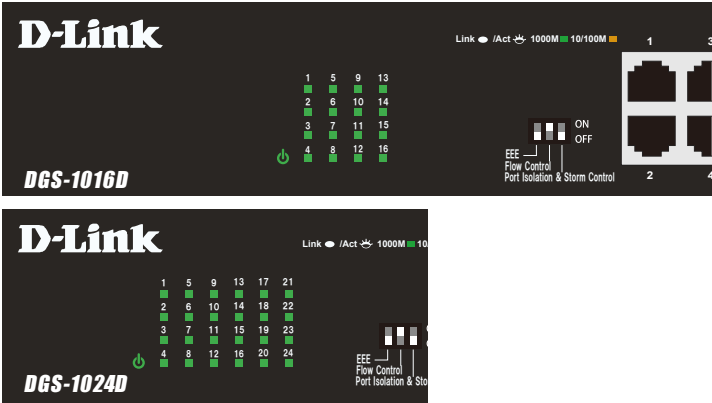 D-Link
Link /Act 1000M 10/100M 1 3
1 5 9 13
2 6 10 14
3 7 11 15
4 8 12 16
ON
OFF
EEE
Flow Control
Port Isolation & Storm Control
DGS-1016D
2 4
D-Link
Link /Act 1000M 10/
1 5 9 13 17 21
2 6 10 14 18 22
3 7 11 15 19 23
4 8 12 16 20 24
EEE
Flow Control
Port Isolation & Sto
DGS-1024D